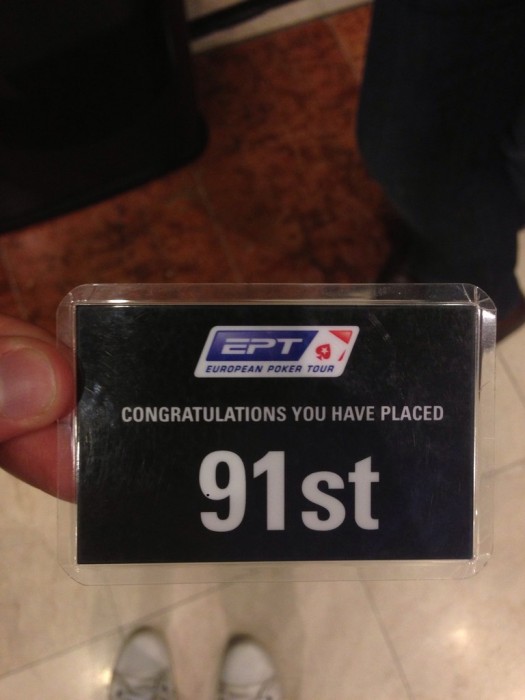 EPT
EUROPEAN POKER TOUR
CONGRATULATIONS YOU HAVE PLACED
91st